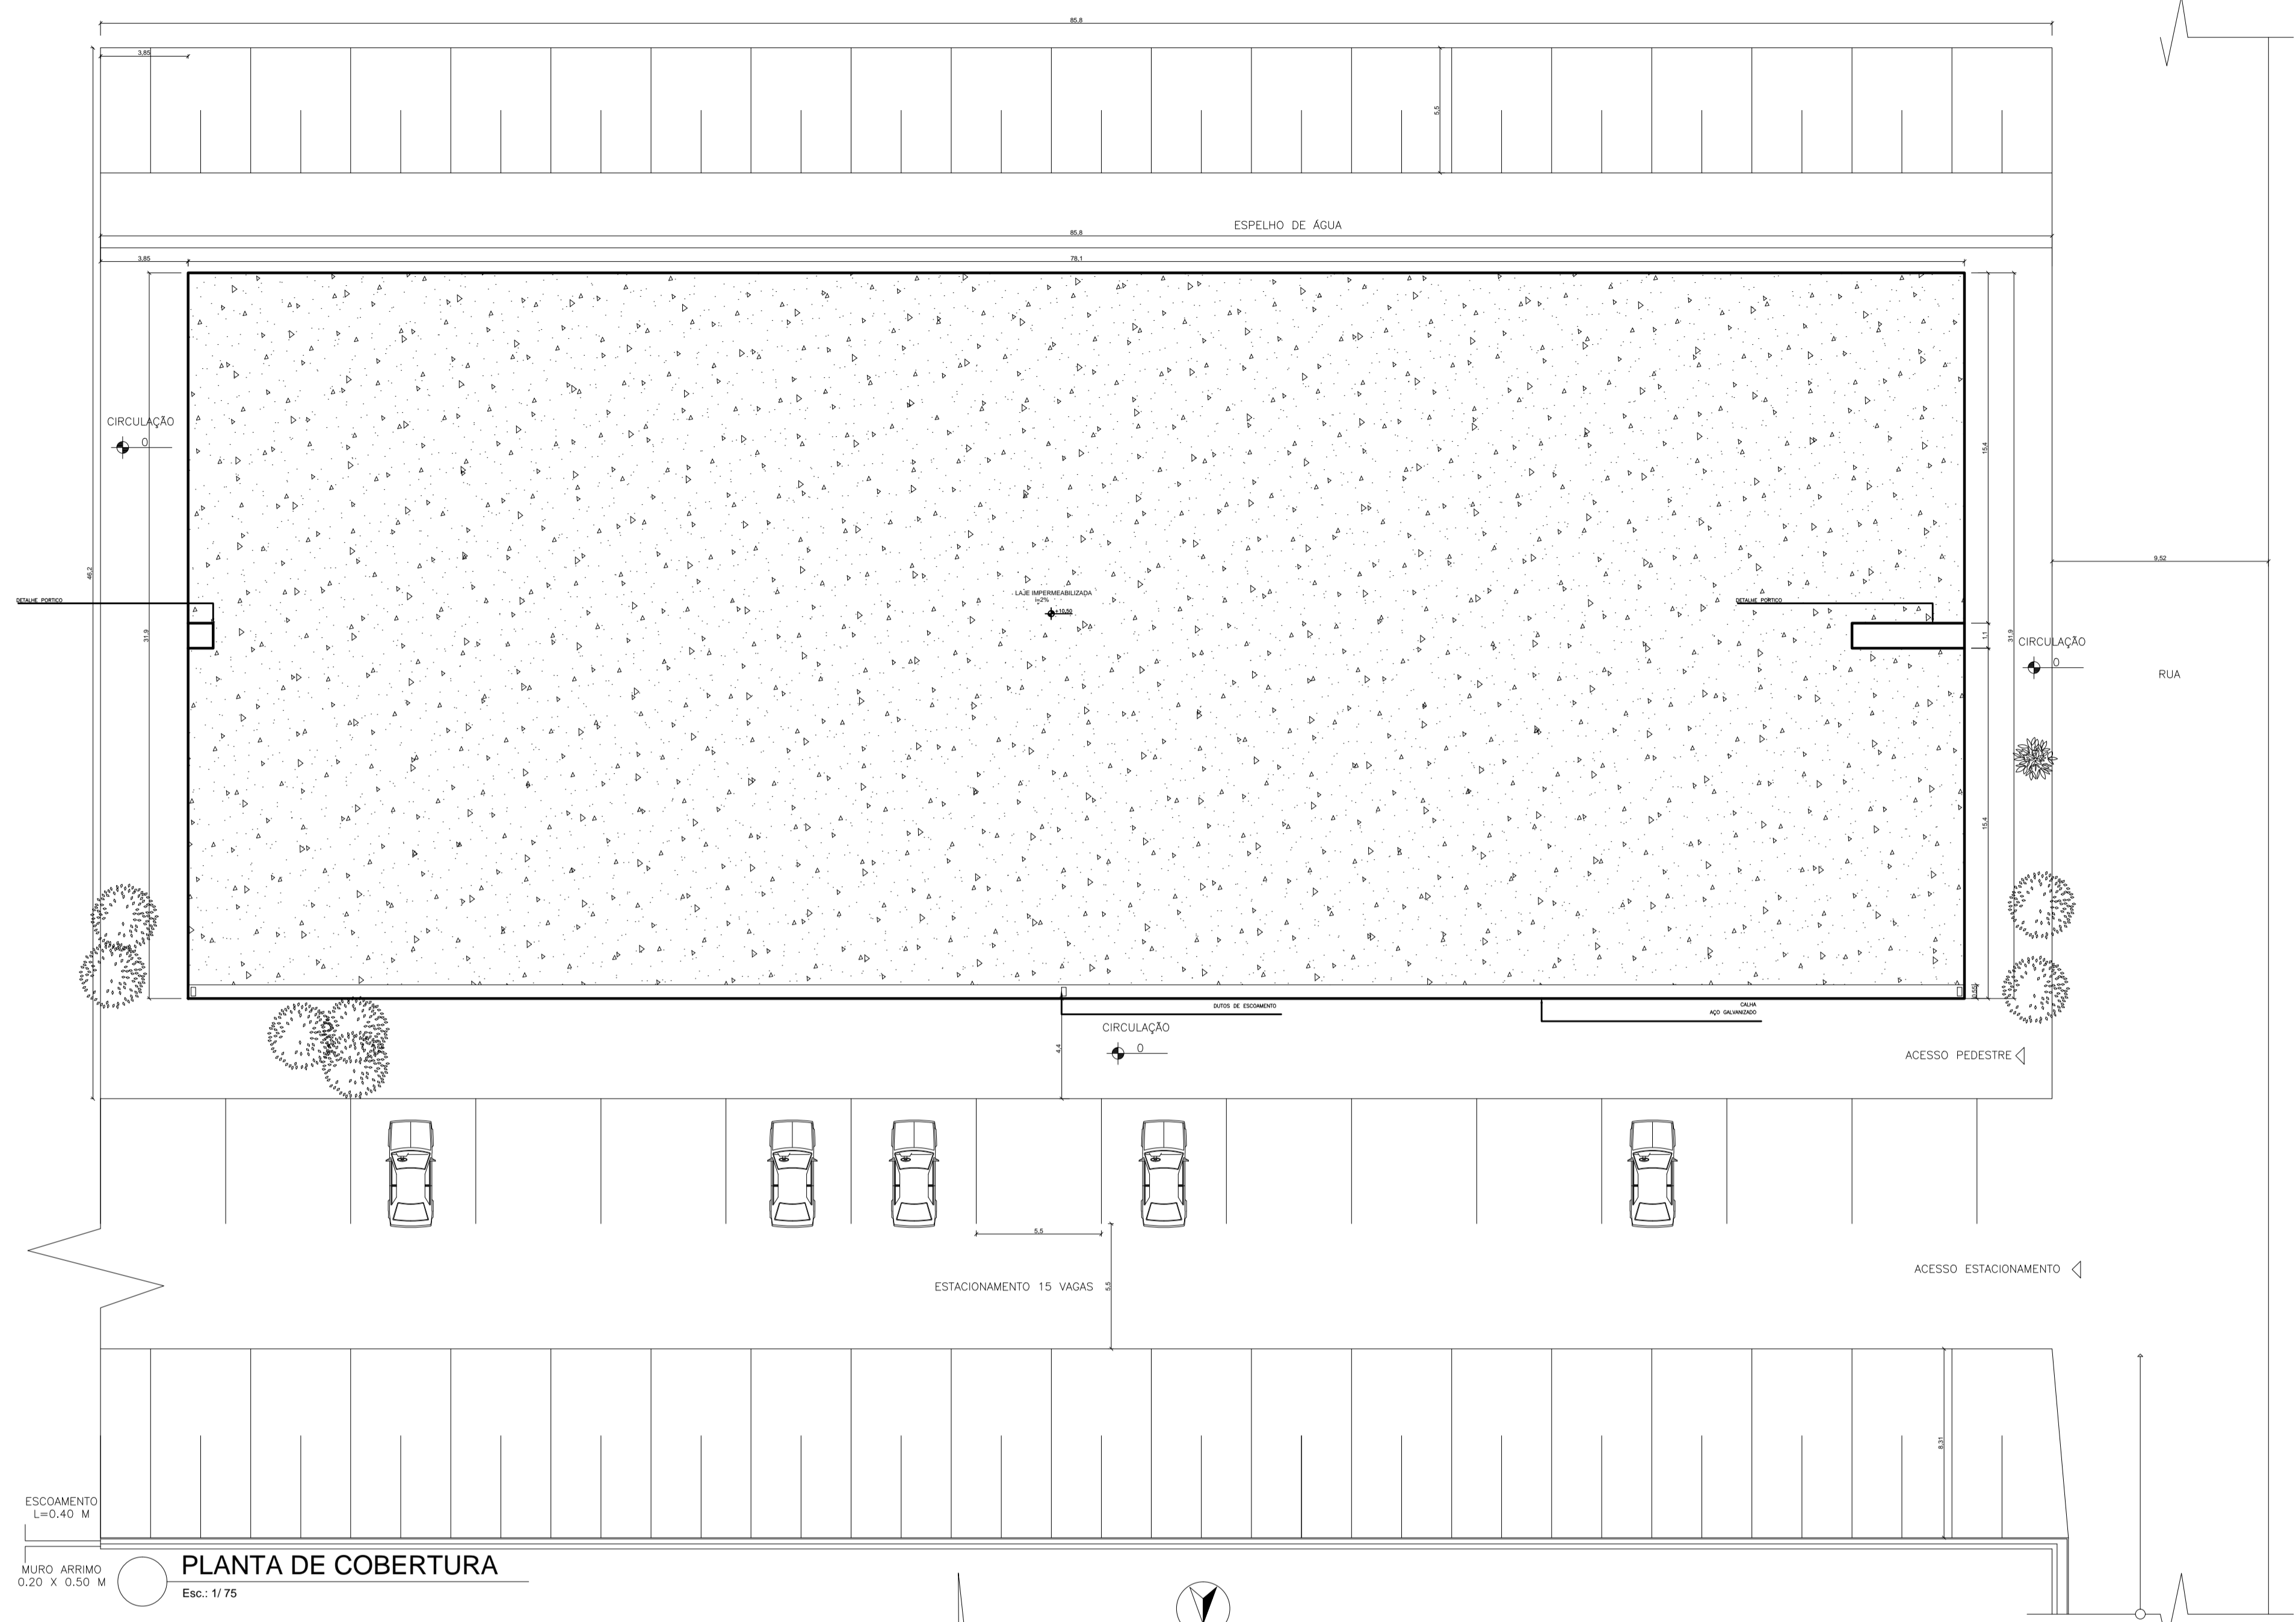 85,8
3,85
5,5
ESPELHO DE ÁGUA
85,8
3,85
78,1
CIRCULAÇÃO
0
15,4
46,2
9,52
LAJE IMPERMEABILIZADA
i=2%
+10,50
DETALHE PORTICO
DETALHE PORTICO
31,9
1,1
31,9
CIRCULAÇÃO
0
RUA
15,4
0,555
DUTOS DE ESCOAMENTO
CALHA
AÇO GALVANIZADO
CIRCULAÇÃO
0
4,4
ACESSO PEDESTRE
5,5
ACESSO ESTACIONAMENTO
ESTACIONAMENTO 15 VAGAS
5,5
8,31
ESCOAMENTO
L=0.40 M
MURO ARRIMO
0.20 X 0.50 M
PLANTA DE COBERTURA
Esc.: 1/ 75